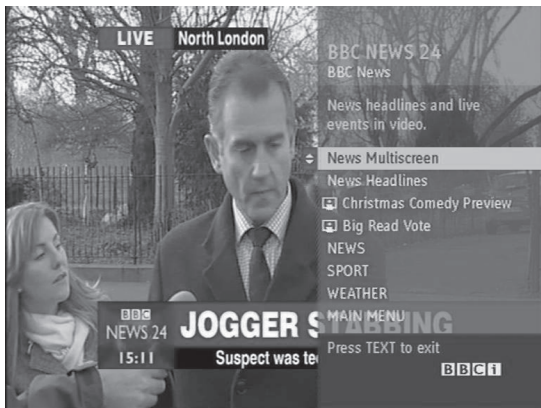 LIVE North London
BBC NEWS 24
BBC News
News headlines and live
events in video.
News Multiscreen
News Headlines
Christmas Comedy Preview
Big Read Vote
NEWS
SPORT
WEATHER
MAIN MENU
Press TEXT to exit
BBCi
BBC
NEWS 24
15:11
JOGGER STABBING
Suspect was